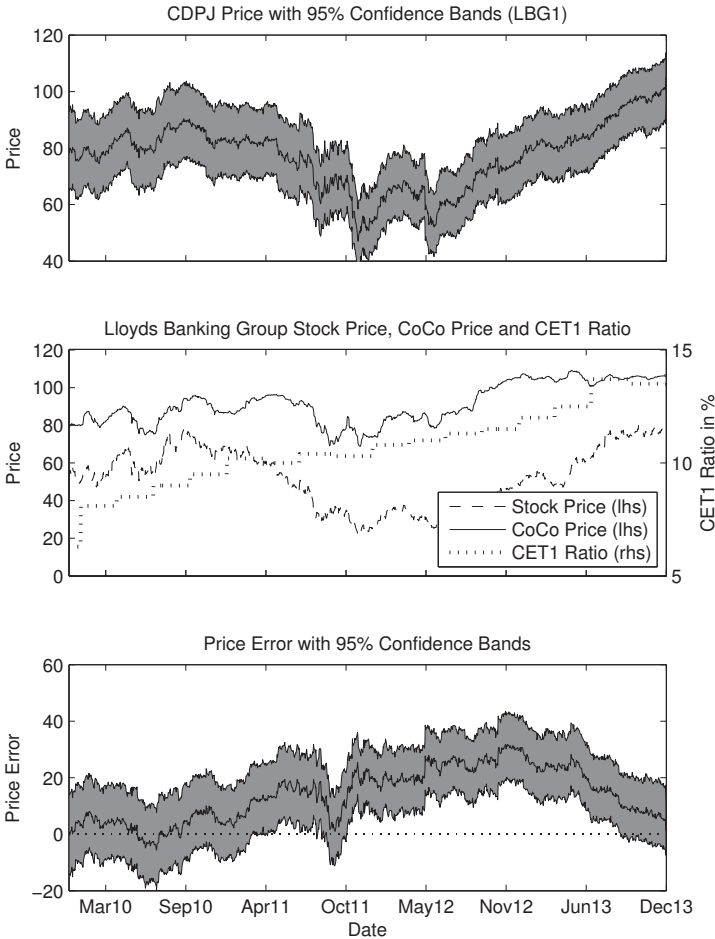 CDPJ Price with 95% Confidence Bands (LBG1)
120
100
80
60
40
Price
Lloyds Banking Group Stock Price, CoCo Price and CET1 Ratio
120
100
80
60
40
20
0
Price
15
10
5
CET1 Ratio in %
Stock Price (lhs)
CoCo Price (lhs)
CET1 Ratio (rhs)
Price Error with 95% Confidence Bands
60
40
20
0
−20
Price Error
Mar10 Sep10 Apr11 Oct11 May12 Nov12 Jun13 Dec13
Date